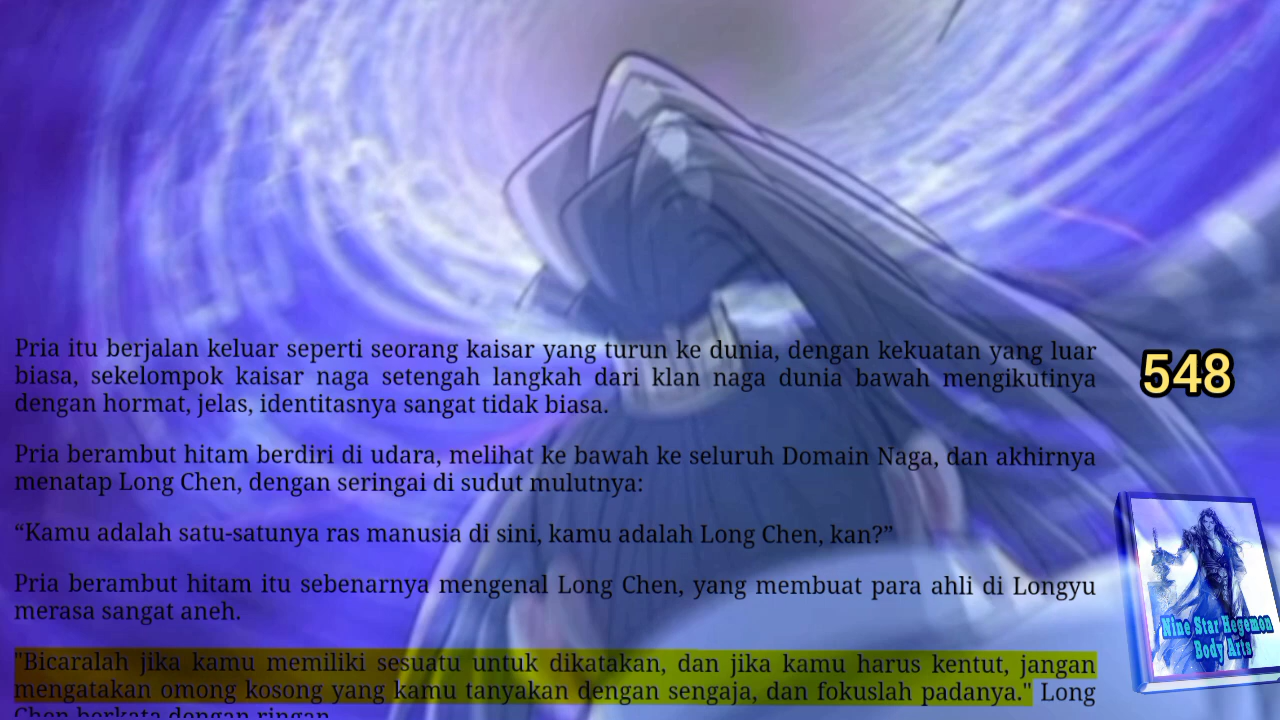 Pria itu berjalan keluar seperti seorang kaisar yang turun ke dunia, dengan kekuatan yang luar
biasa, sekelompok kaisar naga setengah langkah dari klan naga dunia bawah mengikutinya
dengan hormat, jelas, identitasnya sangat tidak biasa.
Pria berambut hitam berdiri di udara, melihat ke bawah ke seluruh Domain Naga, dan akhirnya
menatap Long Chen, dengan seringai di sudut mulutnya:
“Kamu adalah satu-satunya ras manusia di sini, kamu adalah Long Chen, kan?”
Pria berambut hitam itu sebenarnya mengenal Long Chen, yang membuat para ahli di Longyu
merasa sangat aneh.
"Bicaralah jika kamu memiliki sesuatu untuk dikatakan, dan jika kamu harus kentut, jangan
mengatakan omong kosong yang kamu tanyakan dengan sengaja, dan fokuslah padanya." Long
Chen berkata dengan ringan
548
Nine Star Hegemon
Body Arts